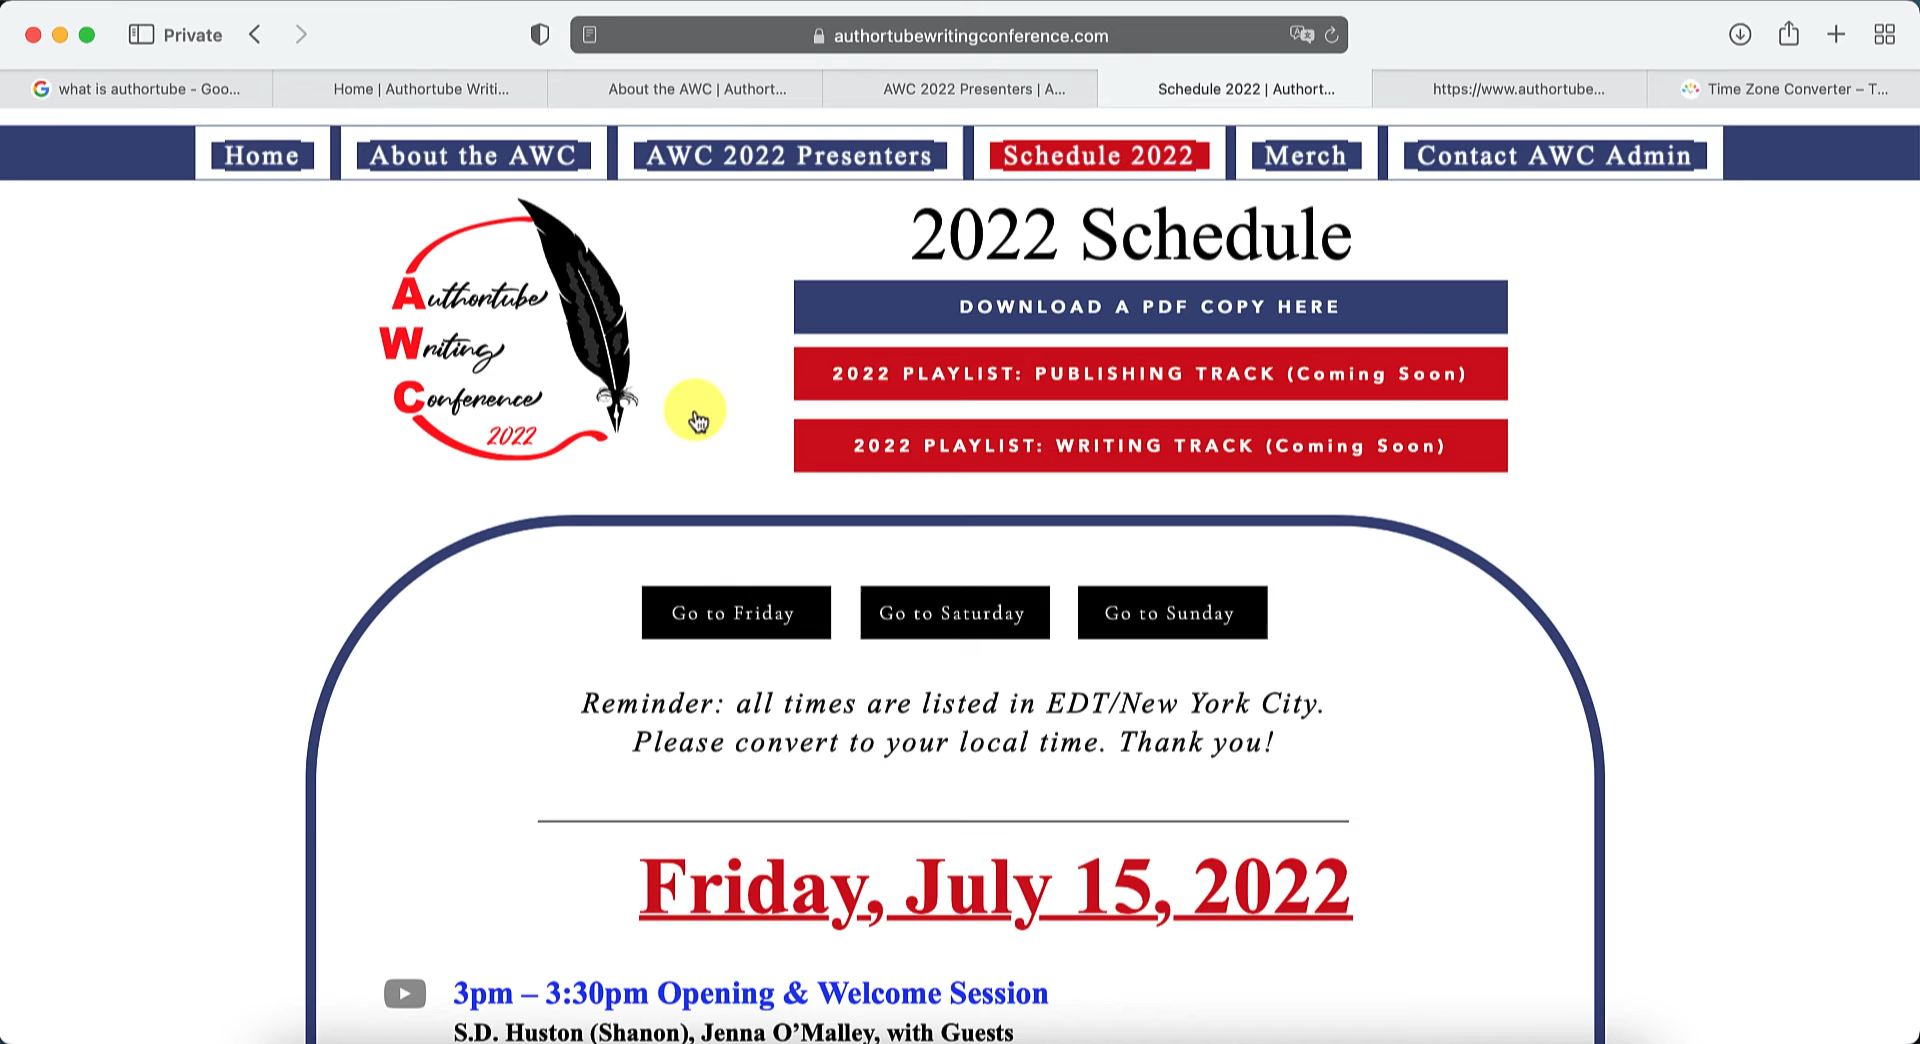 Private
authortubewritingconference.com
what is authortube - Goo...
Home | Authortube Writi...
About the AWC | Authort...
AWC 2022 Presenters | A...
Schedule 2022 | Authort...
https://www.authortube...
Time Zone Converter – T...
Home
About the AWC
AWC 2022 Presenters
Schedule 2022
Merch
Contact AWC Admin
Authortube
Writing
Conference
2022
2022 Schedule
DOWNLOAD A PDF COPY HERE
2022 PLAYLIST: PUBLISHING TRACK (Coming Soon)
2022 PLAYLIST: WRITING TRACK (Coming Soon)
Go to Friday
Go to Saturday
Go to Sunday
Reminder: all times are listed in EDT/New York City.
Please convert to your local time. Thank you!
Friday, July 15, 2022
3pm – 3:30pm Opening & Welcome Session
S.D. Huston (Shanon), Jenna O’Malley, with Guests